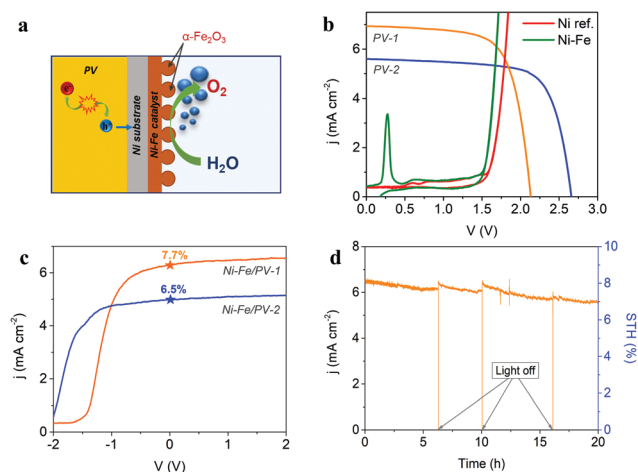 a
α-Fe₂O₃
PV
e⁻
h⁺
Ni substrate
Ni-Fe catalyst
O₂
H₂O
b
PV-1
PV-2
Ni ref.
Ni-Fe
j (mA cm⁻²)
8
6
4
2
0
0.0 0.5 1.0 1.5 2.0 2.5 3.0
V (V)
c
7.7%
Ni-Fe/PV-1
6.5%
Ni-Fe/PV-2
j (mA cm⁻²)
6
4
2
0
-2 -1 0 1 2
V (V)
d
Light off
j (mA cm⁻²)
8
6
4
2
0
STH (%)
10
8
6
4
2
0
0 5 10 15 20
Time (h)